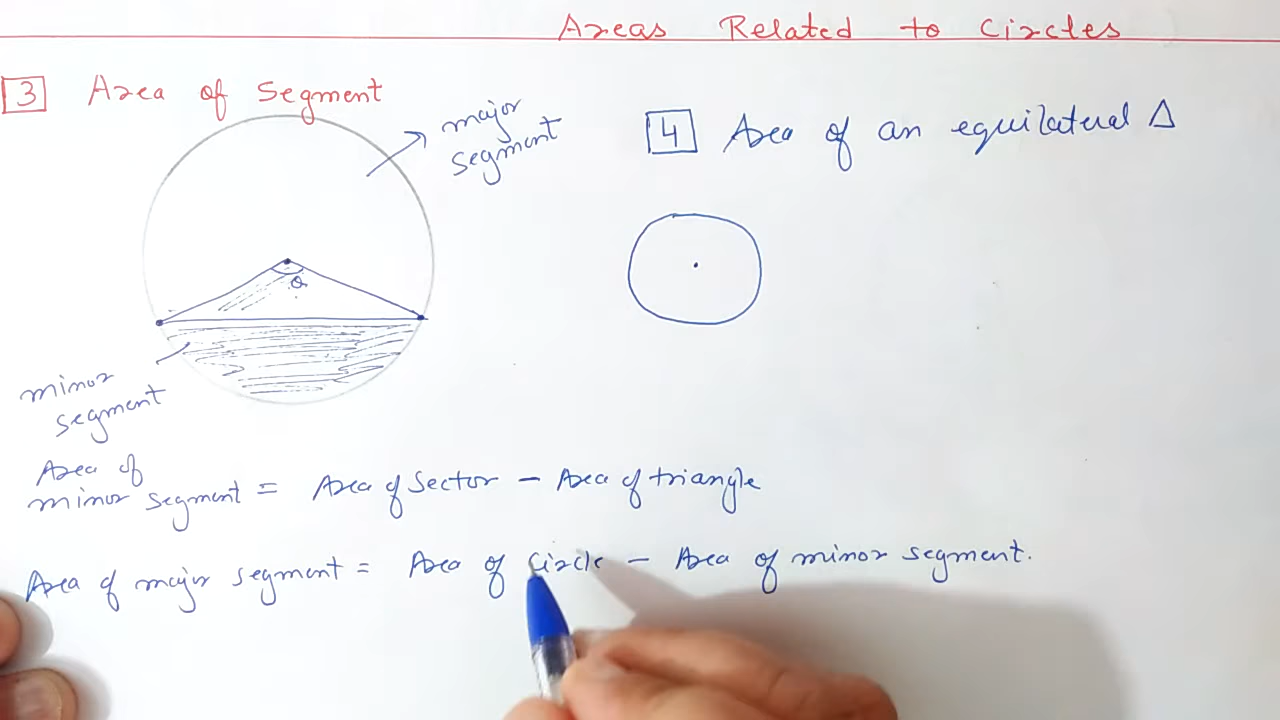 Areas Related to Circles
3 Area of Segment
major
segment
4 Area of an equilateral Δ
θ
minor
segment
Area of
minor segment = Area of Sector - Area of triangle
Area of major segment = Area of Circle - Area of minor segment.